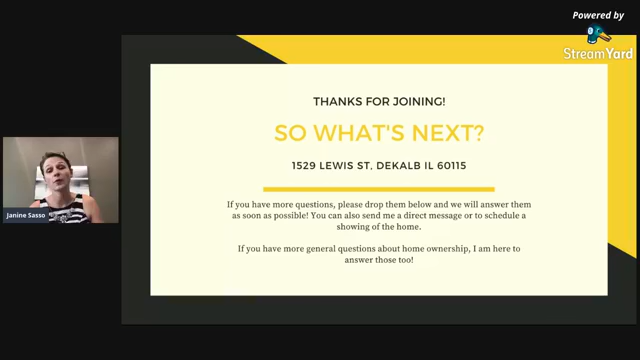 Powered by
StreamYard
THANKS FOR JOINING!
SO WHAT'S NEXT?
1529 LEWIS ST, DEKALB IL 60115
If you have more questions, please drop them below and we will answer them
as soon as possible! You can also send me a direct message or to schedule a
showing of the home.
If you have more general questions about home ownership, I am here to
answer those too!
Janine Sasso